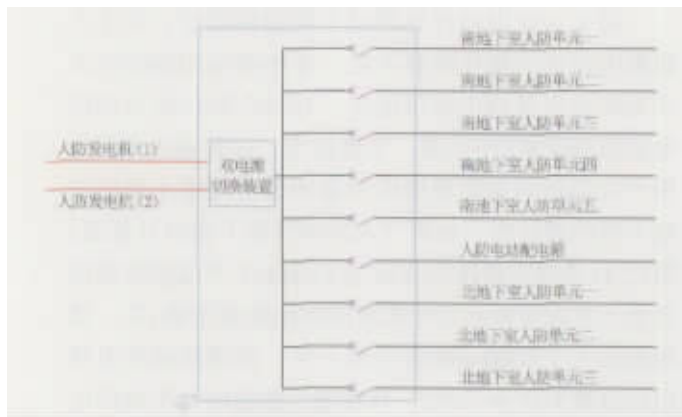 南地下室人防单元一
南地下室人防单元二
南地下室人防单元三
人防发电机(1)
双电源
切换装置
南地下室人防单元四
人防发电机(2)
南地下室人防单元五
人防电站配电箱
北地下室人防单元一
北地下室人防单元二
北地下室人防单元三